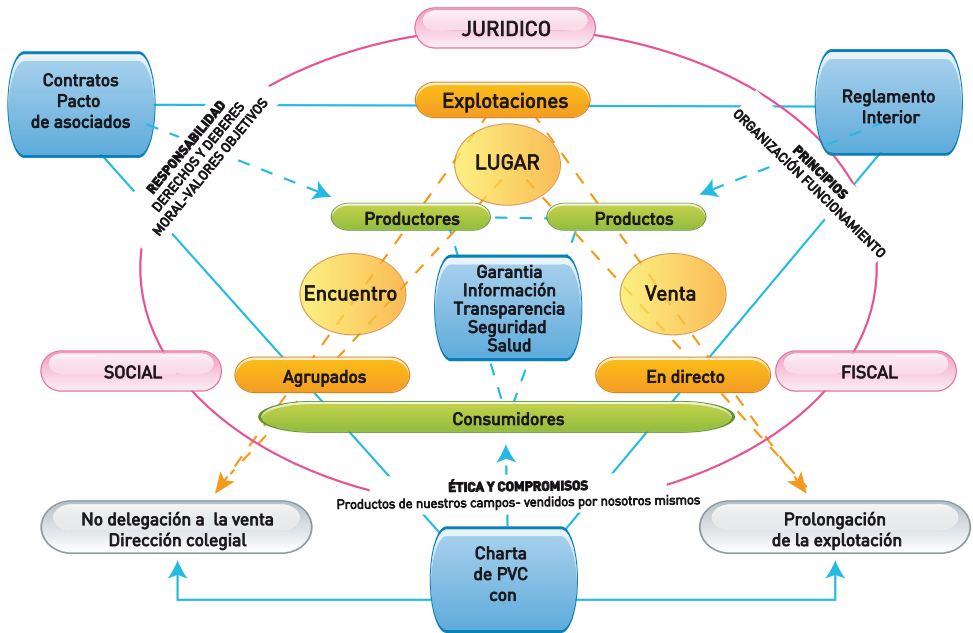 JURIDICO
Contratos
Pacto
de asociados
Explotaciones
Reglamento
Interior
RESPONSABILIDAD
DERECHOS Y DEBERES
MORAL-VALORES OBJETIVOS
PRINCIPIOS
ORGANIZACIÓN FUNCIONAMIENTO
LUGAR
Productores
Productos
Encuentro
Garantia
Información
Transparencia
Seguridad
Salud
Venta
SOCIAL
Agrupados
En directo
FISCAL
Consumidores
ÉTICA Y COMPROMISOS
Productos de nuestros campos- vendidos por nosotros mismos
No delegación a la venta
Dirección colegial
Prolongación
de la explotación
Charta
de PVC
con